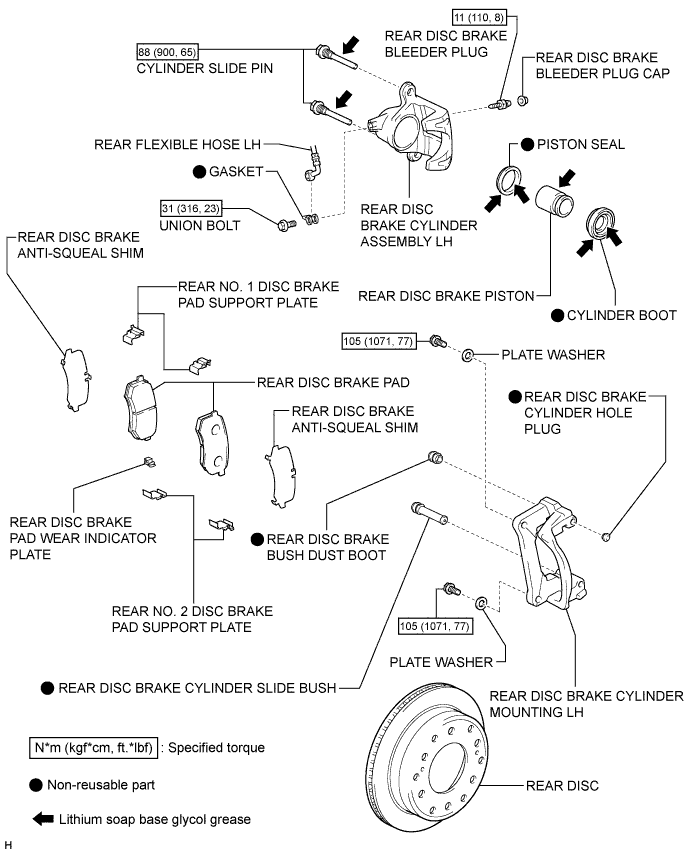 11 (110, 8)
REAR DISC BRAKE
BLEEDER PLUG
88 (900, 65)
CYLINDER SLIDE PIN
REAR DISC BRAKE
BLEEDER PLUG CAP
REAR FLEXIBLE HOSE LH
PISTON SEAL
GASKET
31 (316, 23)
UNION BOLT
REAR DISC
BRAKE CYLINDER
ASSEMBLY LH
REAR DISC BRAKE
ANTI-SQUEAL SHIM
REAR NO. 1 DISC BRAKE
PAD SUPPORT PLATE
REAR DISC BRAKE PISTON
CYLINDER BOOT
105 (1071, 77)
PLATE WASHER
REAR DISC BRAKE PAD
REAR DISC BRAKE
CYLINDER HOLE
PLUG
REAR DISC BRAKE
ANTI-SQUEAL SHIM
REAR DISC BRAKE
PAD WEAR INDICATOR
PLATE
REAR DISC BRAKE
BUSH DUST BOOT
REAR NO. 2 DISC BRAKE
PAD SUPPORT PLATE
105 (1071, 77)
PLATE WASHER
REAR DISC BRAKE CYLINDER SLIDE BUSH
REAR DISC BRAKE CYLINDER
MOUNTING LH
N*m (kgf*cm, ft.*lbf) : Specified torque
Non-reusable part
REAR DISC
Lithium soap base glycol grease
H